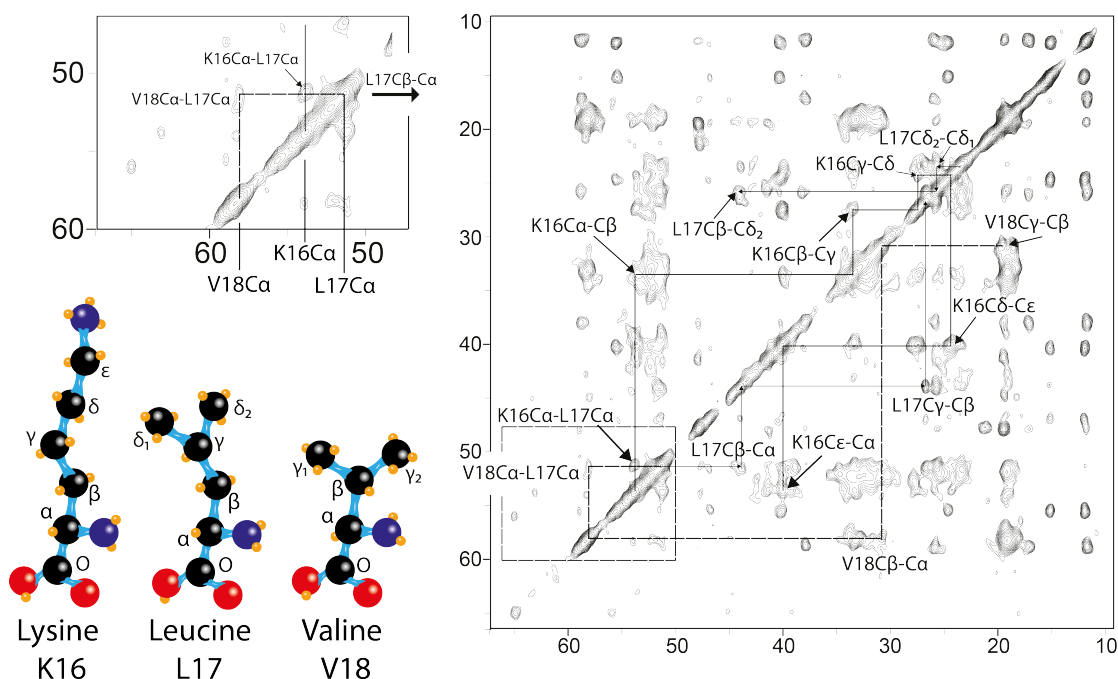 50
60
60
50
K16Cα-L17Cα
L17Cβ-Cα
V18Cα-L17Cα
K16Cα
V18Cα
L17Cα
10
20
30
40
50
60
60
50
40
30
20
10
L17Cδ₂-Cδ₁
K16Cγ-Cδ
K16Cα-Cβ
L17Cβ-Cδ₂
K16Cβ-Cγ
V18Cγ-Cβ
K16Cδ-Cε
L17Cγ-Cβ
K16Cα-L17Cα
L17Cβ-Cα
K16Cε-Cα
V18Cα-L17Cα
V18Cβ-Cα
ε
δ
γ
β
α
O
δ₁
δ₂
γ
β
α
O
γ₁
γ₂
β
α
O
Lysine
K16
Leucine
L17
Valine
V18